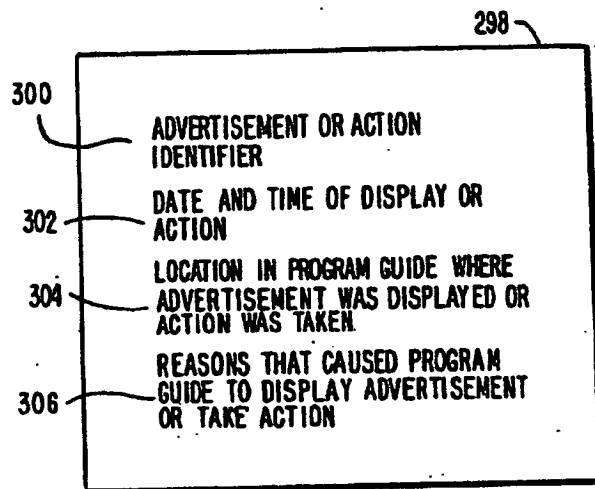 298
300
ADVERTISEMENT OR ACTION
IDENTIFIER
302
DATE AND TIME OF DISPLAY OR
ACTION
304
LOCATION IN PROGRAM GUIDE WHERE
ADVERTISEMENT WAS DISPLAYED OR
ACTION WAS TAKEN
306
REASONS THAT CAUSED PROGRAM
GUIDE TO DISPLAY ADVERTISEMENT
OR TAKE ACTION